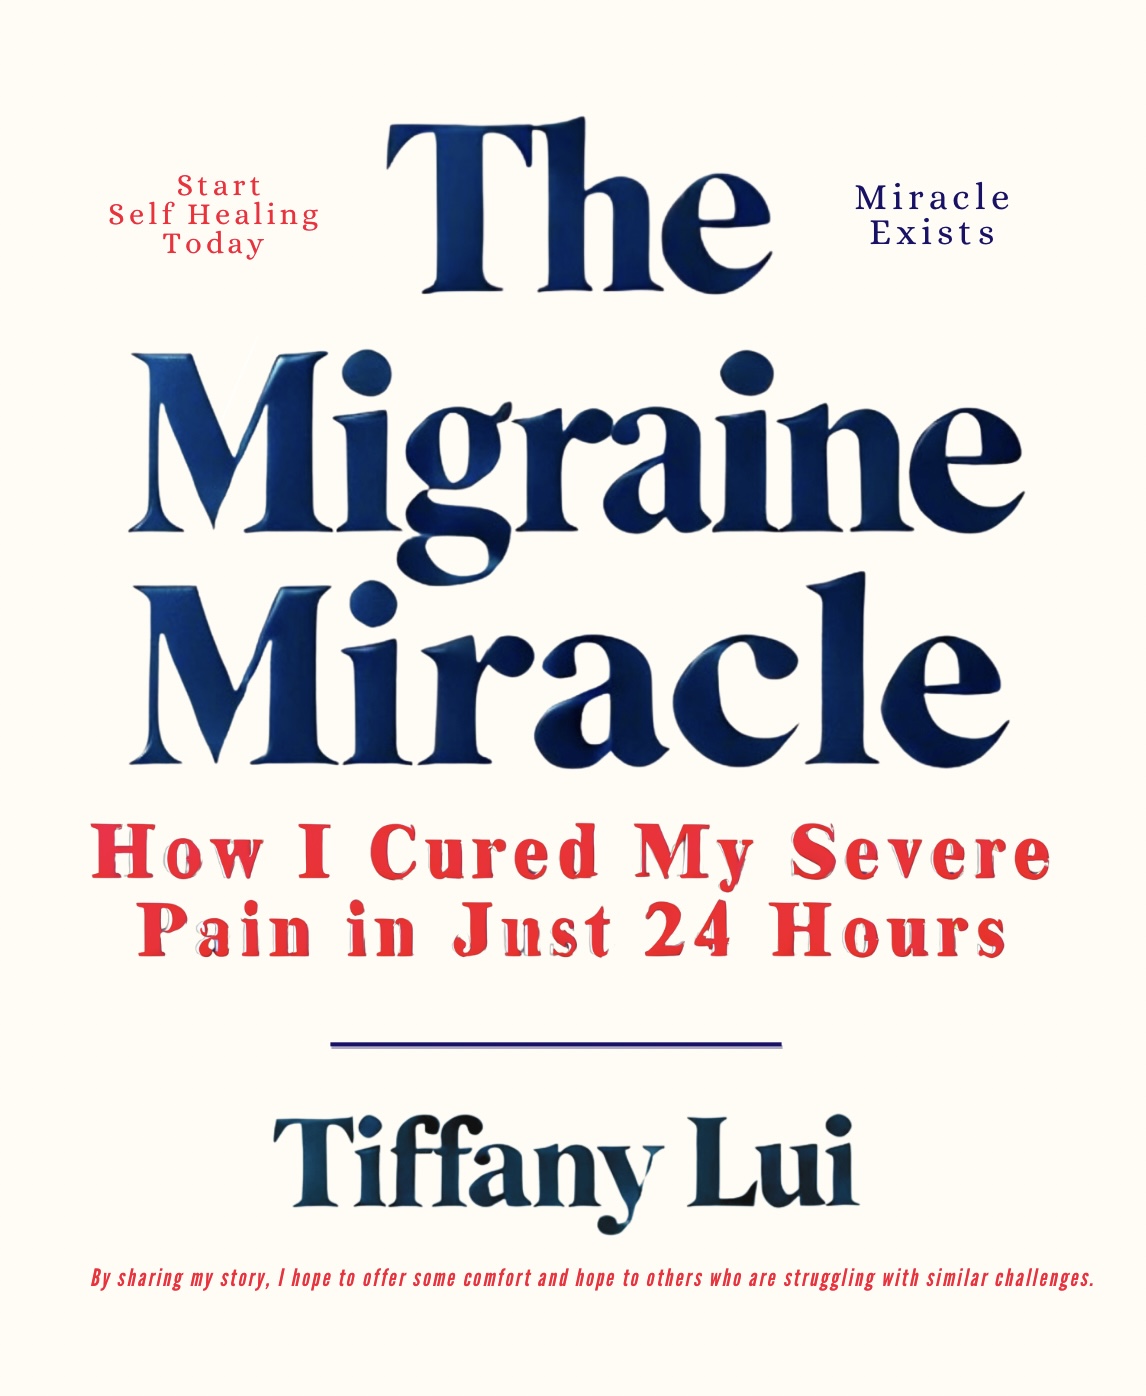 Start
Self Healing
Today
The
Miracle
Exists
Migraine
Miracle
How I Cured My Severe
Pain in Just 24 Hours
Tiffany Lui
By sharing my story, I hope to offer some comfort and hope to others who are struggling with similar challenges.